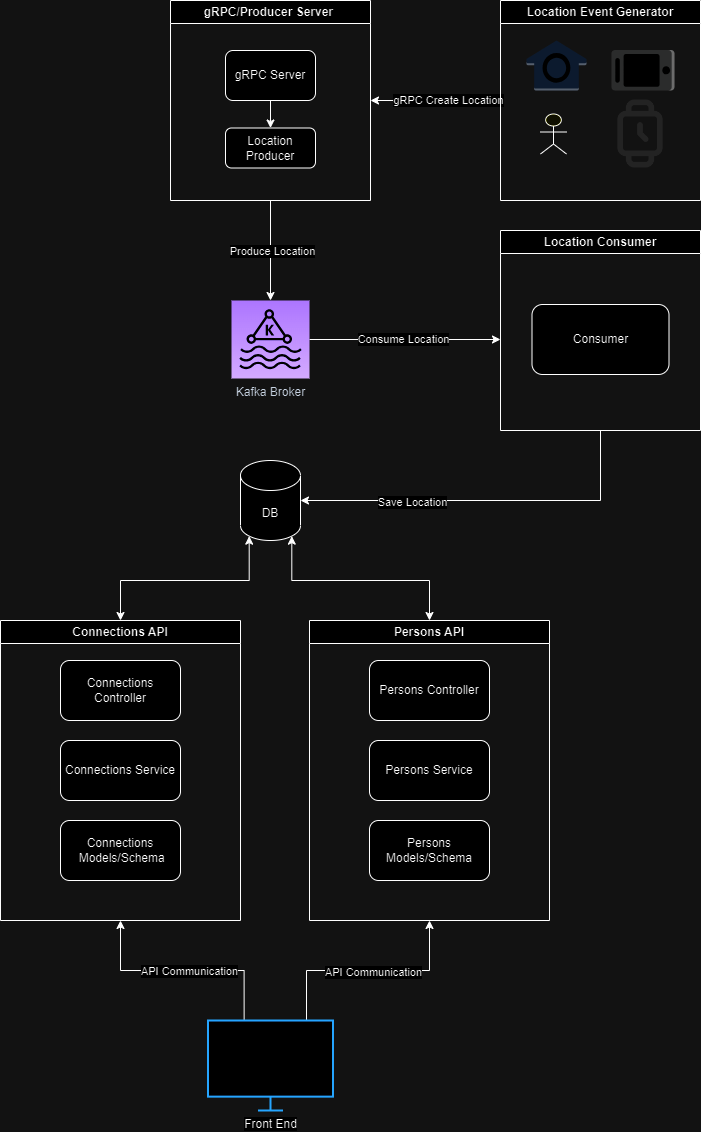 gRPC/Producer Server
Location Event Generator
gRPC Server
gRPC Create Location
Location
Producer
Produce Location
Location Consumer
K
Consume Location
Consumer
Kafka Broker
DB
Save Location
Connections API
Persons API
Connections
Controller
Persons Controller
Connections Service
Persons Service
Connections
Models/Schema
Persons
Models/Schema
API Communication
API Communication
Front End